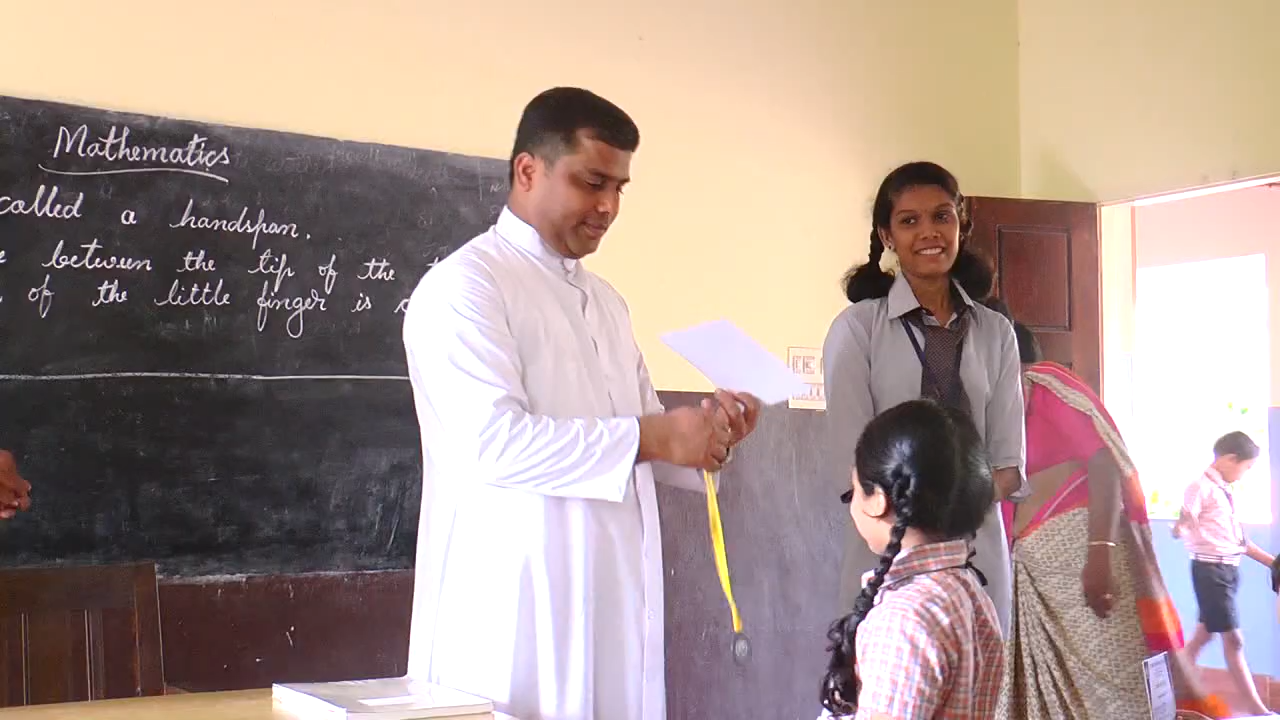 Mathematics
called a handspan.
between the tip of the
of the little finger is